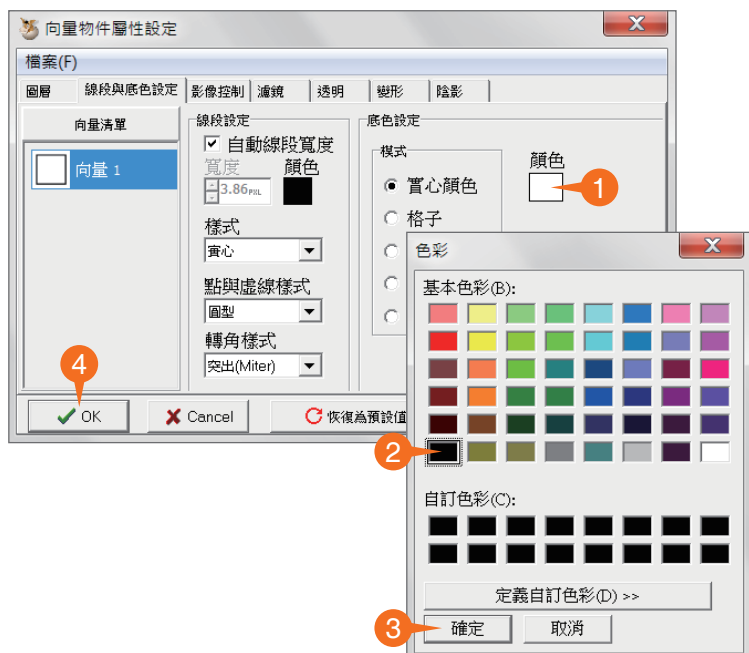 向量物件屬性設定
X
檔案(F)
圖層 線段與底色設定 影像控制 濾鏡 透明 變形 陰影
向量清單
向量 1
線段設定
自動線段寬度
寬度 顏色
3.86PXL
樣式
實心
點與虛線樣式
圓型
轉角樣式
突出(Miter)
底色設定
模式
實心顏色
格子
顏色
1
4
OK
Cancel
恢復為預設值
色彩
X
基本色彩(B):
2
自訂色彩(C):
定義自訂色彩(D) >>
3
確定
取消